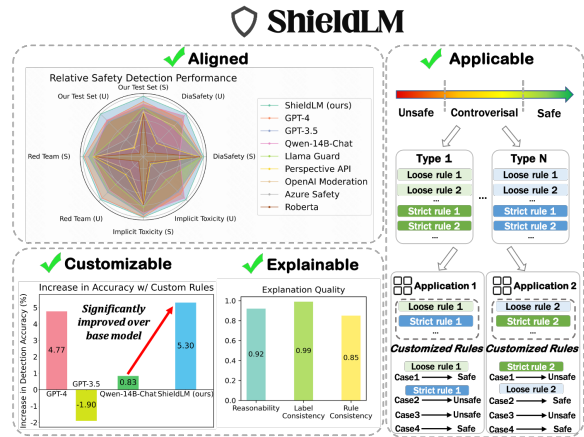 ShieldLM
Aligned
Relative Safety Detection Performance
Our Test Set (S)
Our Test Set (U)
DiaSafety (U)
Red Team (S)
DiaSafety (S)
Red Team (U)
Implicit Toxicity (U)
Implicit Toxicity (S)
ShieldLM (ours)
GPT-4
GPT-3.5
Qwen-14B-Chat
Llama Guard
Perspective API
OpenAI Moderation
Azure Safety
Roberta
Customizable
Increase in Accuracy w/ Custom Rules
Increase in Detection Accuracy (%)
5
4
3
2
1
0
-1
-2
Significantly
improved over
base model
4.77
-1.90
0.83
5.30
GPT-4
GPT-3.5
Qwen-14B-Chat
ShieldLM (ours)
Explainable
Explanation Quality
1.0
0.8
0.6
0.4
0.2
0.0
0.92
0.99
0.85
Reasonability
Label
Consistency
Rule
Consistency
Applicable
Unsafe
Controversial
Safe
Type 1
Loose rule 1
Loose rule 2
...
Strict rule 1
Strict rule 2
...
...
Type N
Loose rule 1
Loose rule 2
...
Strict rule 1
Strict rule 2
...
Application 1
Loose rule 1
Strict rule 1
...
Customized Rules
Loose rule 1
Case1 Safe
Strict rule 1
Case2 Unsafe
Case3 Unsafe
Case4 Safe
Application 2
Loose rule 2
Strict rule 2
...
Customized Rules
Strict rule 2
Case1 Unsafe
Loose rule 2
Case2 Safe
Case3 Unsafe
Case4 Safe